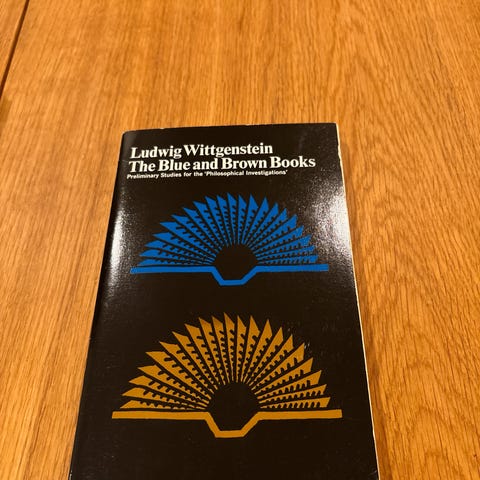 Ludwig Wittgenstein
The Blue and Brown Books
Preliminary Studies for the 'Philosophical Investigations'